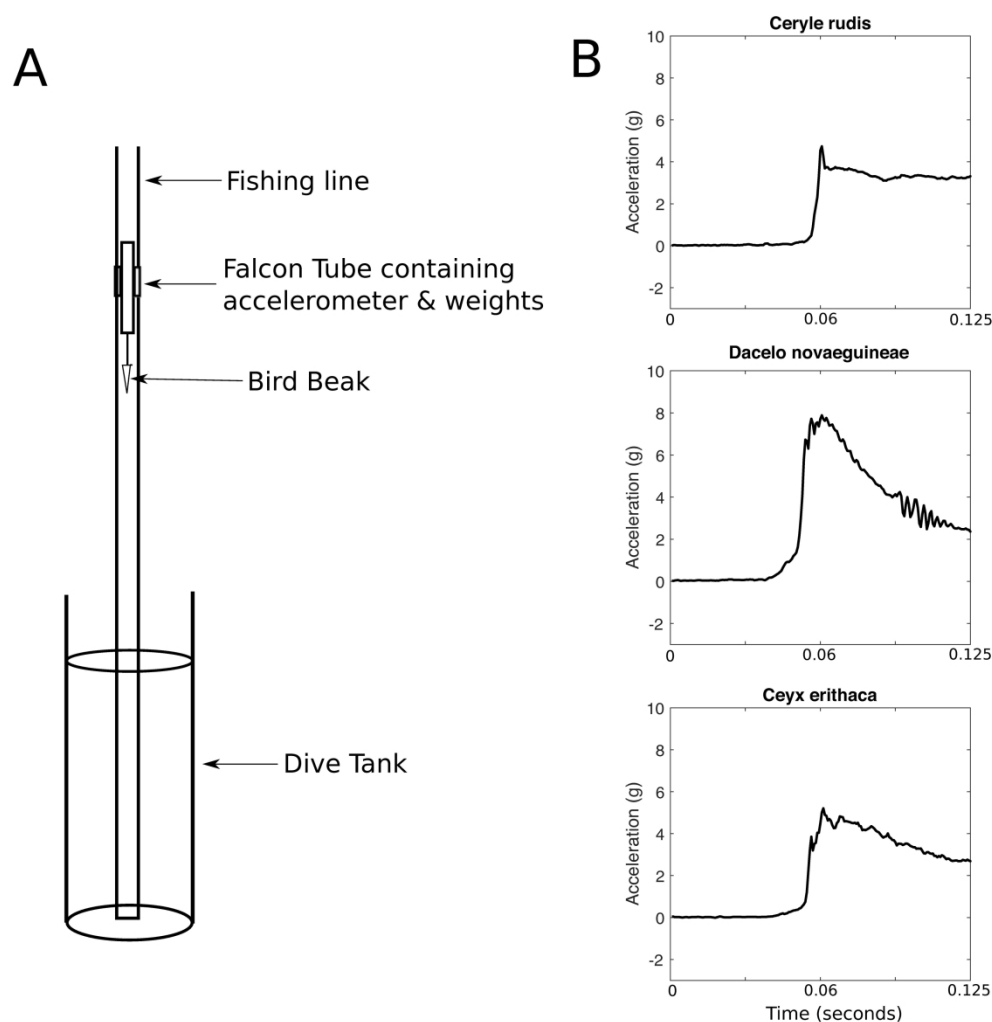 A
Fishing line
Falcon Tube containing
accelerometer & weights
Bird Beak
Dive Tank
B
Ceryle rudis
10
8
6
4
2
0
-2
Acceleration (g)
0
0.06
0.125
Dacelo novaeguineae
10
8
6
4
2
0
-2
Acceleration (g)
0
0.06
0.125
Ceyx erithaca
10
8
6
4
2
0
-2
Acceleration (g)
0
0.06
0.125
Time (seconds)